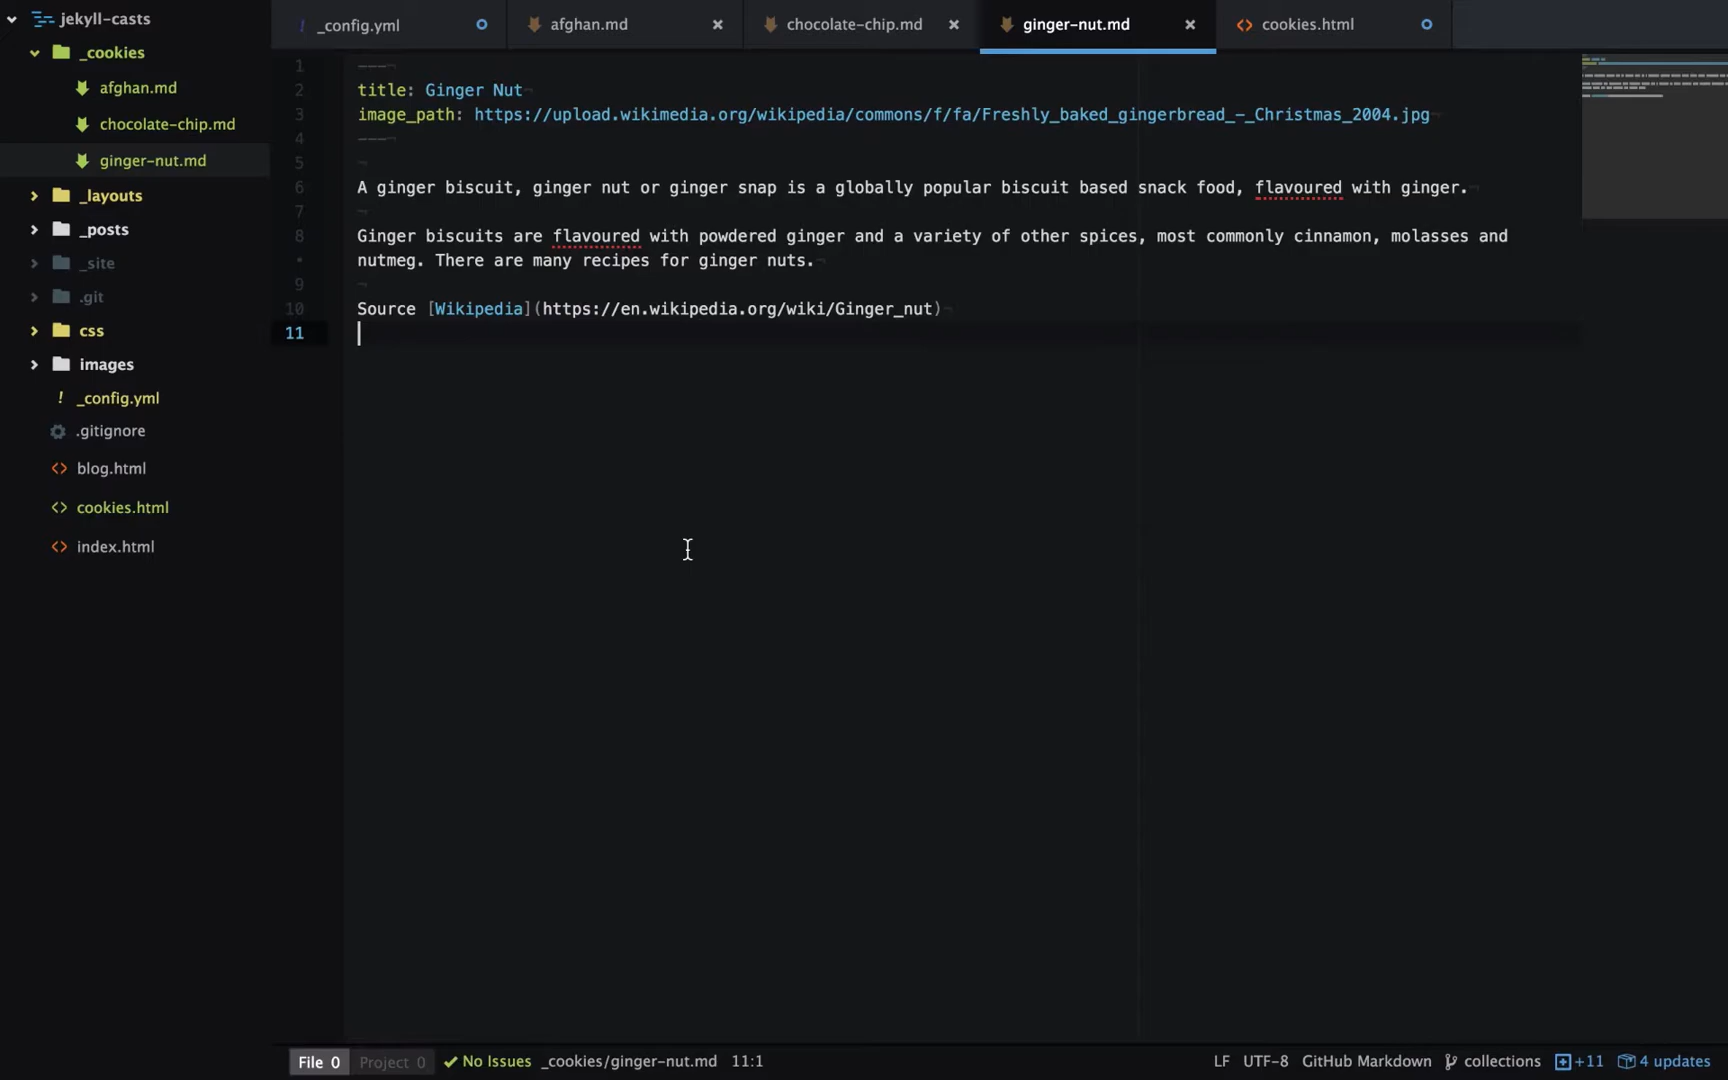 jekyll-casts
_cookies
afghan.md
chocolate-chip.md
ginger-nut.md
_layouts
_posts
_site
.git
css
images
_config.yml
.gitignore
blog.html
cookies.html
index.html
_config.yml
afghan.md
chocolate-chip.md
ginger-nut.md
cookies.html
1 ---
2 title: Ginger Nut
3 image_path: https://upload.wikimedia.org/wikipedia/commons/f/fa/Freshly_baked_gingerbread_-_Christmas_2004.jpg
4 ---
5
6 A ginger biscuit, ginger nut or ginger snap is a globally popular biscuit based snack food, flavoured with ginger.
7
8 Ginger biscuits are flavoured with powdered ginger and a variety of other spices, most commonly cinnamon, molasses and
• nutmeg. There are many recipes for ginger nuts.
9
10 Source [Wikipedia](https://en.wikipedia.org/wiki/Ginger_nut)
11
File 0 Project 0 No Issues _cookies/ginger-nut.md 11:1 LF UTF-8 GitHub Markdown collections +11 4 updates